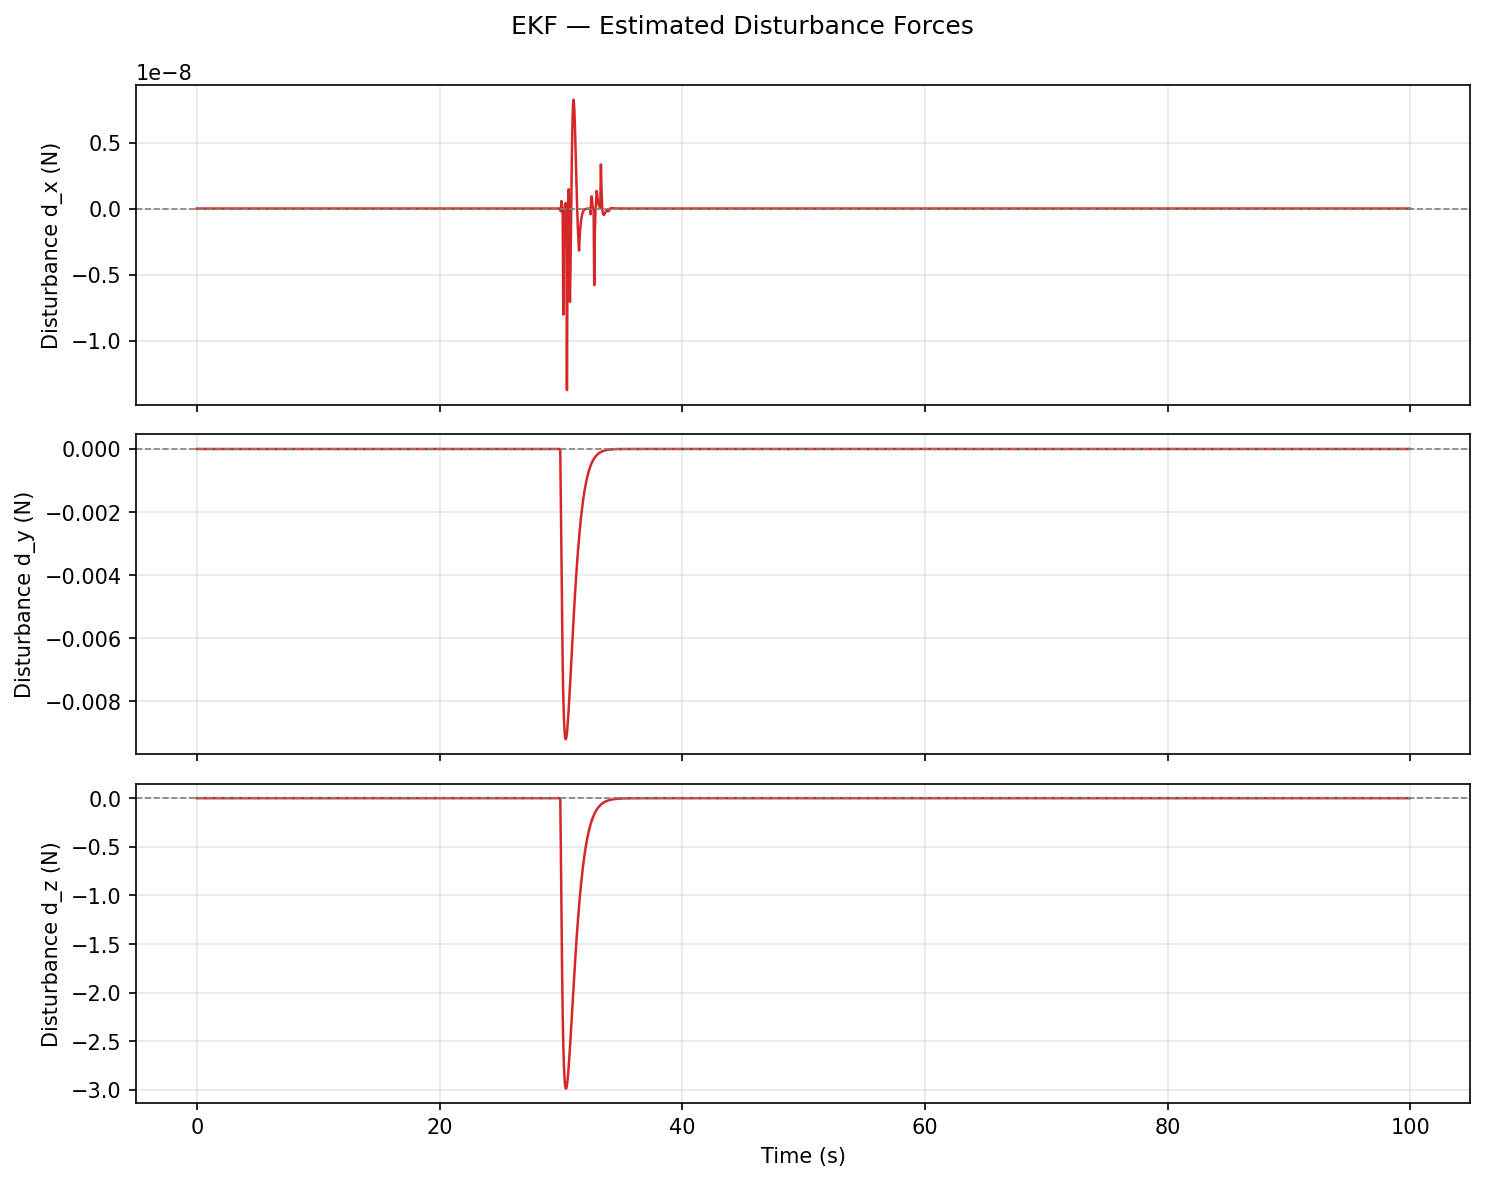 EKF — Estimated Disturbance Forces
1e−8
0.5
0.0
−0.5
−1.0
Disturbance d_x (N)
0.000
−0.002
−0.004
−0.006
−0.008
Disturbance d_y (N)
0.0
−0.5
−1.0
−1.5
−2.0
−2.5
−3.0
Disturbance d_z (N)
0 20 40 60 80 100
Time (s)